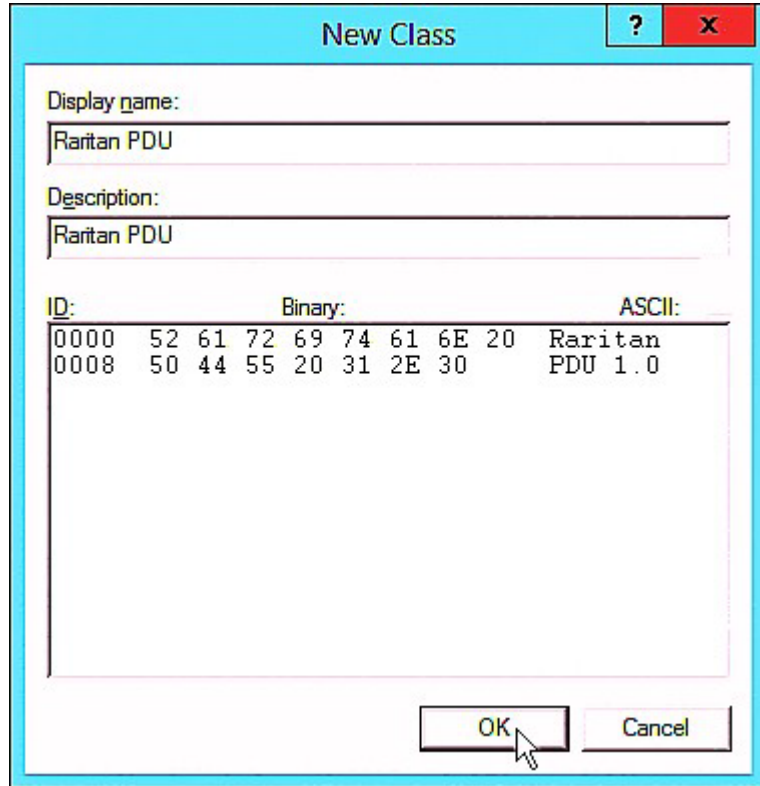 New Class
? x
Display name:
Raritan PDU
Description:
Raritan PDU
ID: Binary: ASCII:
0000 52 61 72 69 74 61 6E 20 Raritan
0008 50 44 55 20 31 2E 30 PDU 1.0
OK Cancel